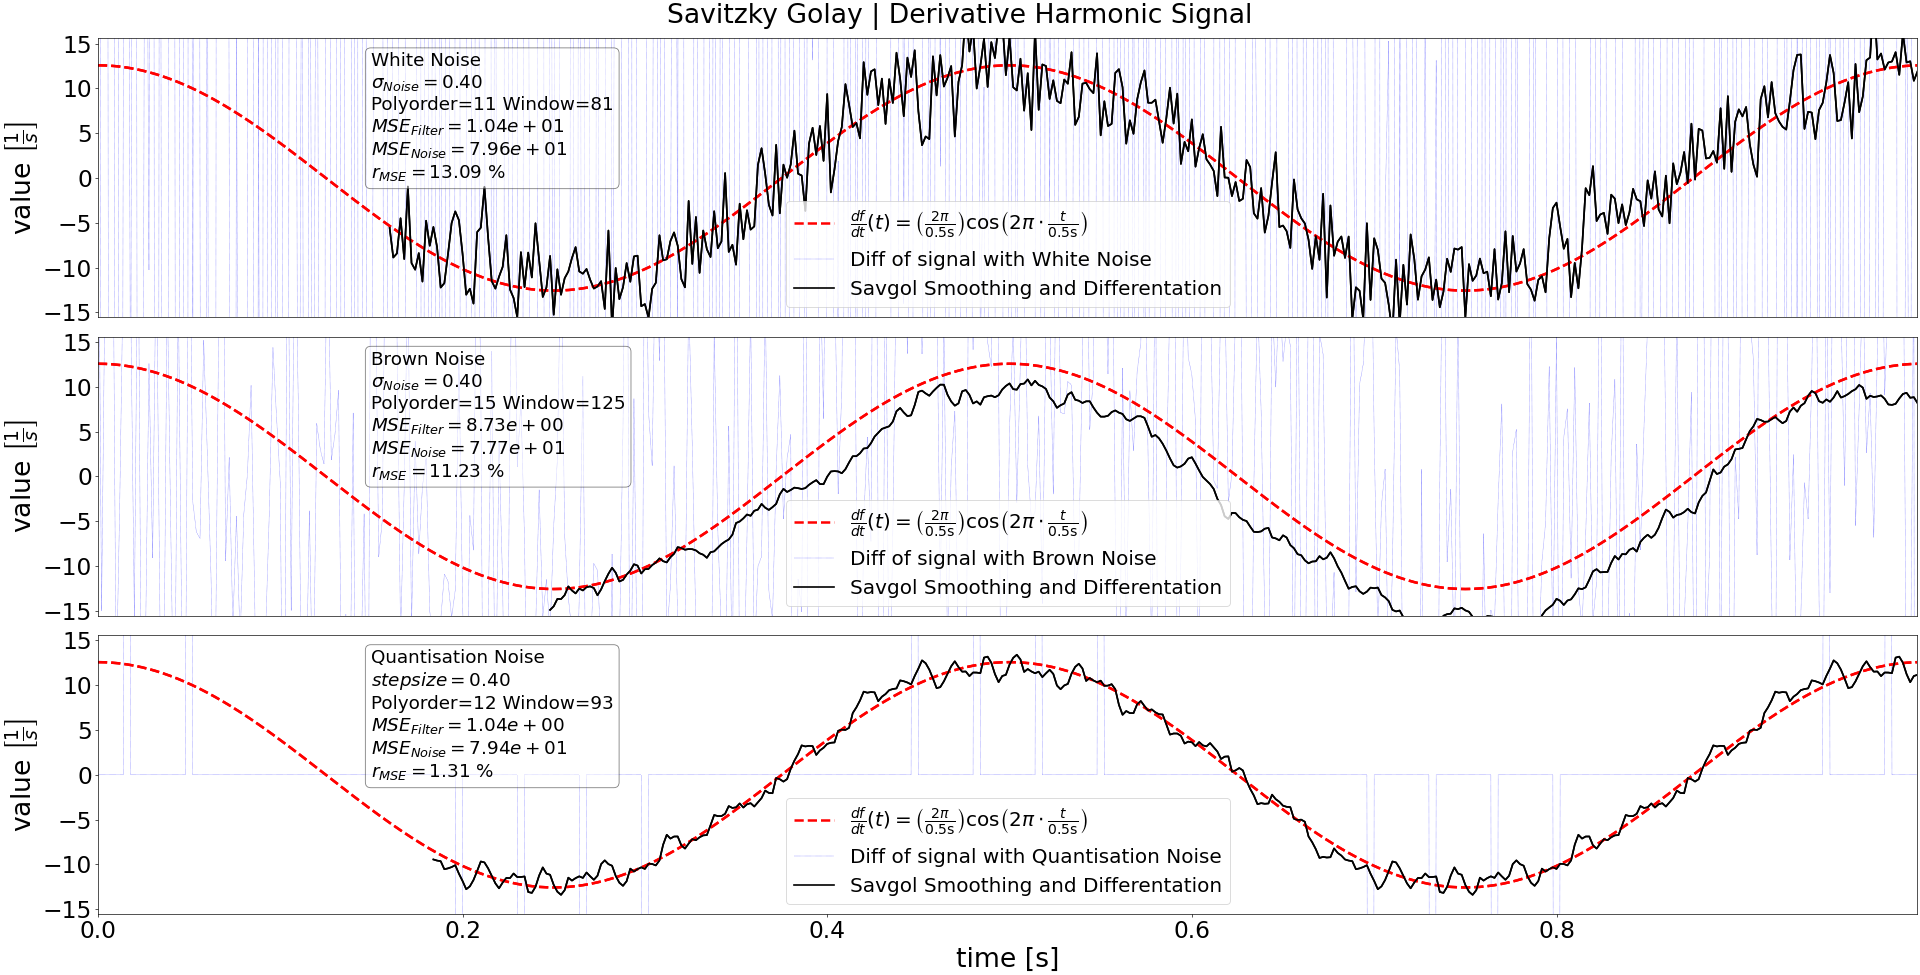 Savitzky Golay | Derivative Harmonic Signal
15
10
5
0
−5
−10
−15
value [1/s]
White Noise
σ_Noise = 0.40
Polyorder=11 Window=81
MSE_Filter = 1.04e + 01
MSE_Noise = 7.96e + 01
r_MSE = 13.09 %
df/dt (t) = (2π/0.5s) cos(2π · t/0.5s)
Diff of signal with White Noise
Savgol Smoothing and Differentation
15
10
5
0
−5
−10
−15
value [1/s]
Brown Noise
σ_Noise = 0.40
Polyorder=15 Window=125
MSE_Filter = 8.73e + 00
MSE_Noise = 7.77e + 01
r_MSE = 11.23 %
df/dt (t) = (2π/0.5s) cos(2π · t/0.5s)
Diff of signal with Brown Noise
Savgol Smoothing and Differentation
15
10
5
0
−5
−10
−15
value [1/s]
Quantisation Noise
stepsize = 0.40
Polyorder=12 Window=93
MSE_Filter = 1.04e + 00
MSE_Noise = 7.94e + 01
r_MSE = 1.31 %
df/dt (t) = (2π/0.5s) cos(2π · t/0.5s)
Diff of signal with Quantisation Noise
Savgol Smoothing and Differentation
0.0 0.2 0.4 0.6 0.8
time [s]